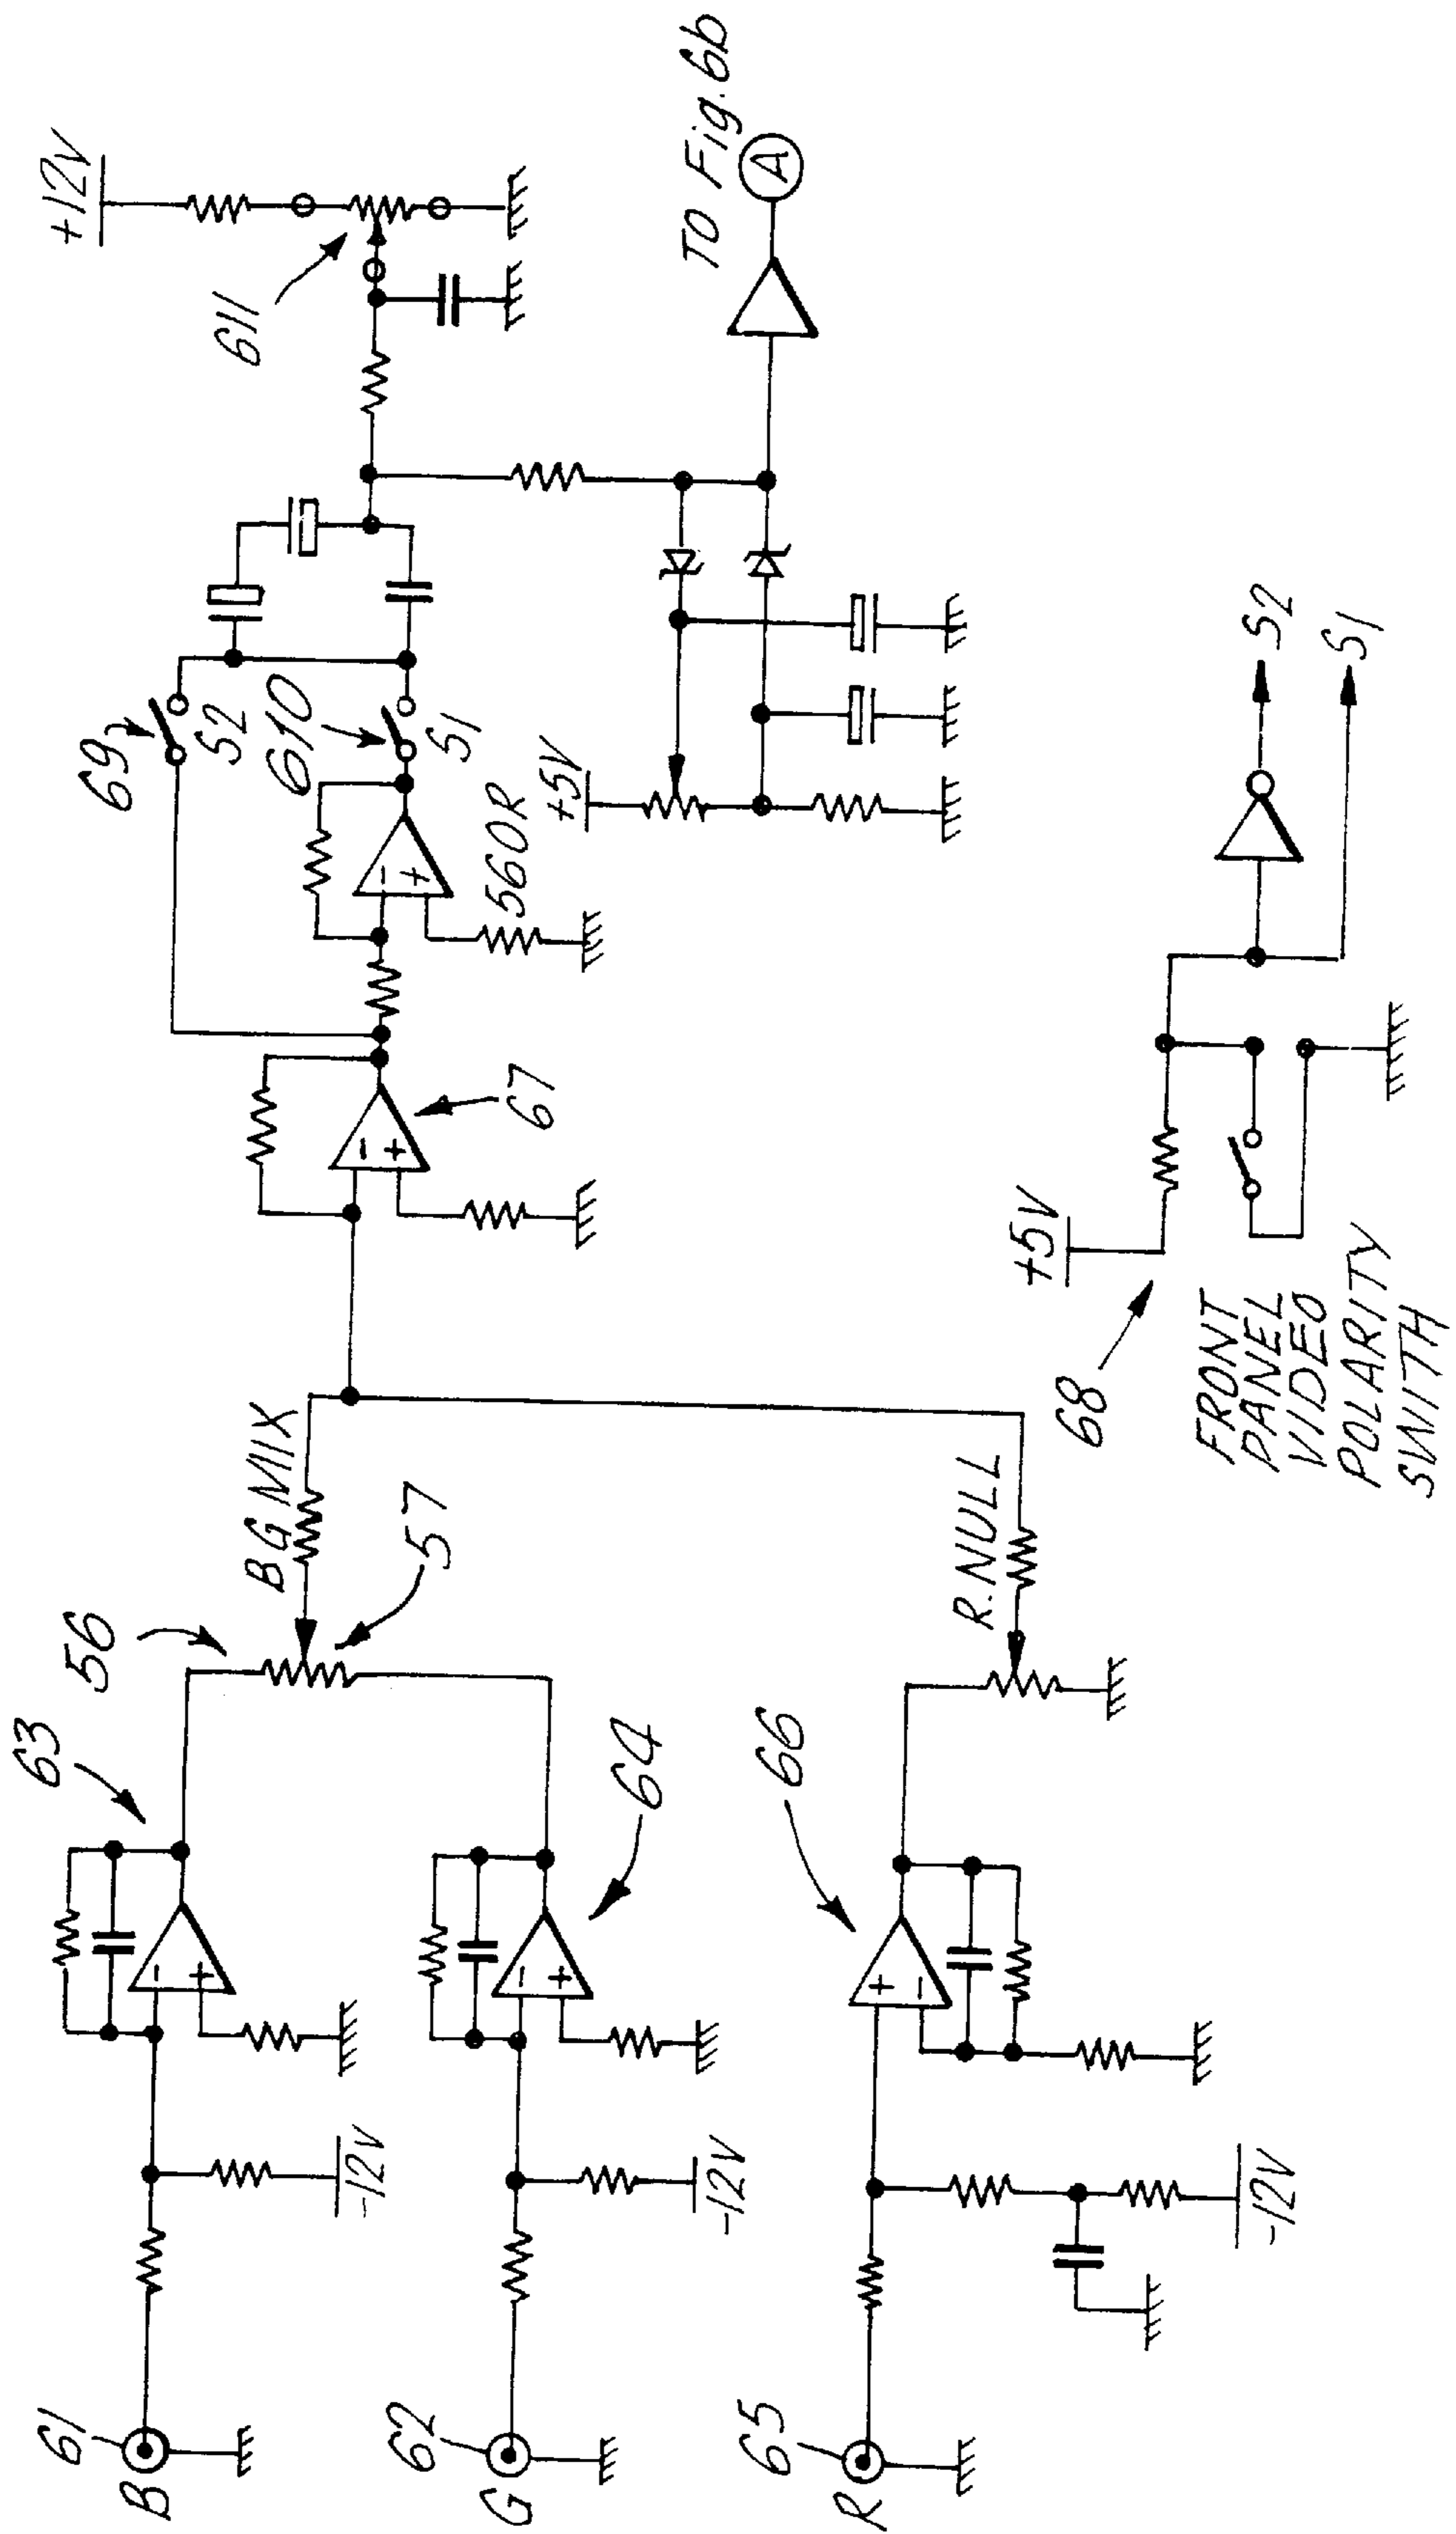 61
B
62
G
65
R
-12V
-12V
-12V
63
64
66
56
57
BG MIX
R.NULL
67
69
S2
610
S1
560R
+5V
611
+12V
TO Fig.6b
A
68
+5V
FRONT
PANEL
VIDEO
POLARITY
SWITH
S2
S1
- +
- +
+ -
- +
- +